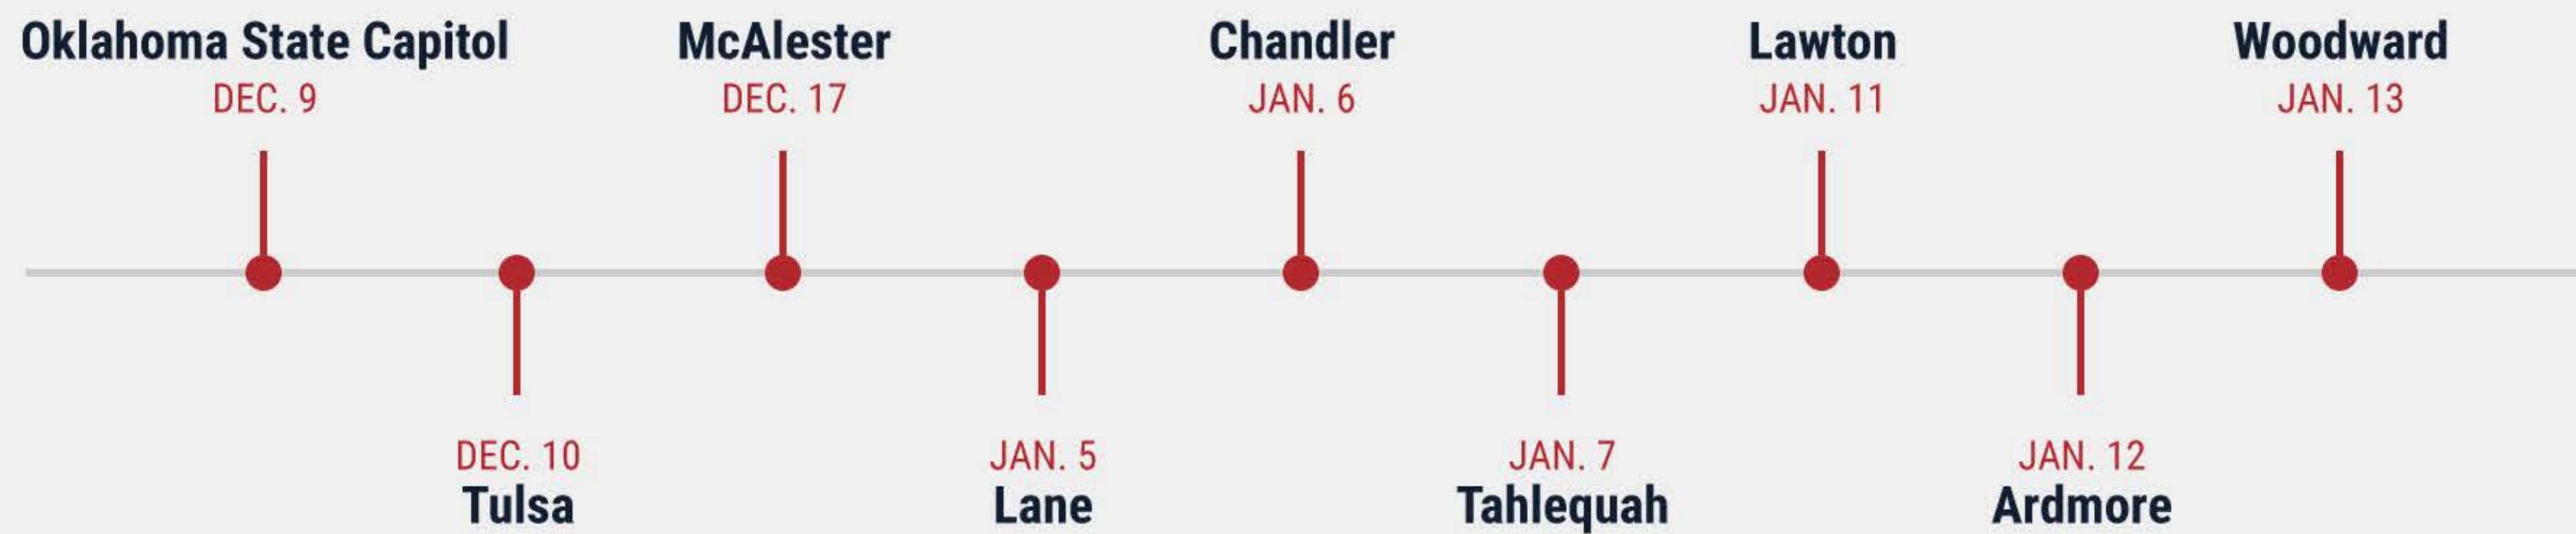 Oklahoma State Capitol
DEC. 9
McAlester
DEC. 17
Chandler
JAN. 6
Lawton
JAN. 11
Woodward
JAN. 13
DEC. 10
Tulsa
JAN. 5
Lane
JAN. 7
Tahlequah
JAN. 12
Ardmore